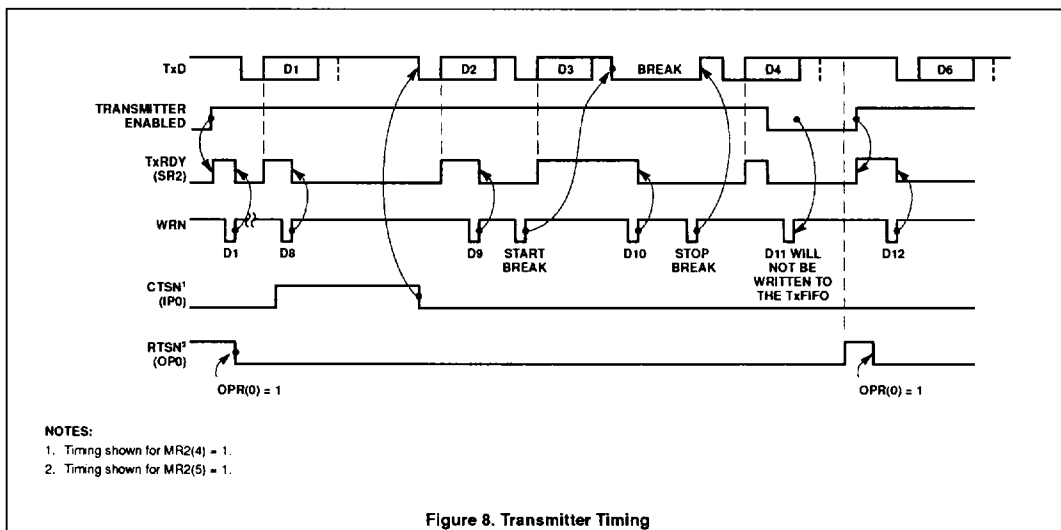 TxD
D1
D2
D3
BREAK
D4
D6
TRANSMITTER
ENABLED
TxRDY
(SR2)
WRN
D1
D8
D9
START
BREAK
D10
STOP
BREAK
D11 WILL
NOT BE
WRITTEN TO
THE TxFIFO
D12
CTSN¹
(IP0)
RTSN²
(OP0)
OPR(0) = 1
OPR(0) = 1
NOTES:
1. Timing shown for MR2(4) = 1.
2. Timing shown for MR2(5) = 1.
Figure 8. Transmitter Timing